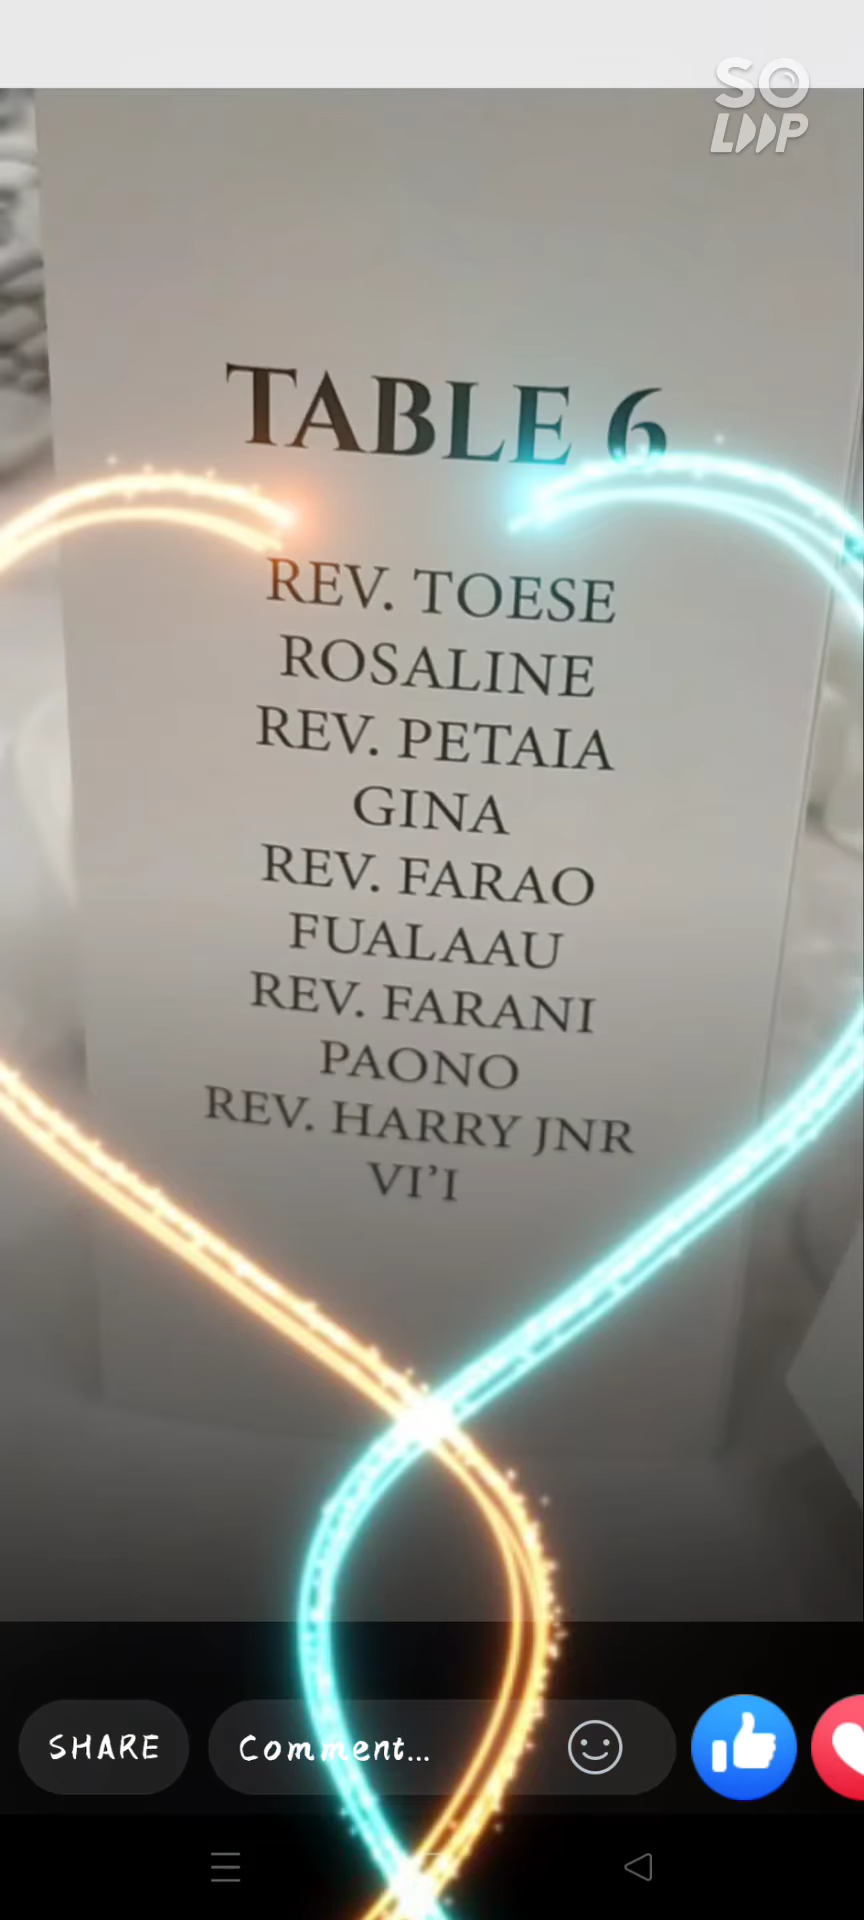 SO
LOOP
TABLE 6
REV. TOESE
ROSALINE
REV. PETAIA
GINA
REV. FARAO
FUALAAU
REV. FARANI
PAONO
REV. HARRY JNR
VI'I
SHARE
Comment...